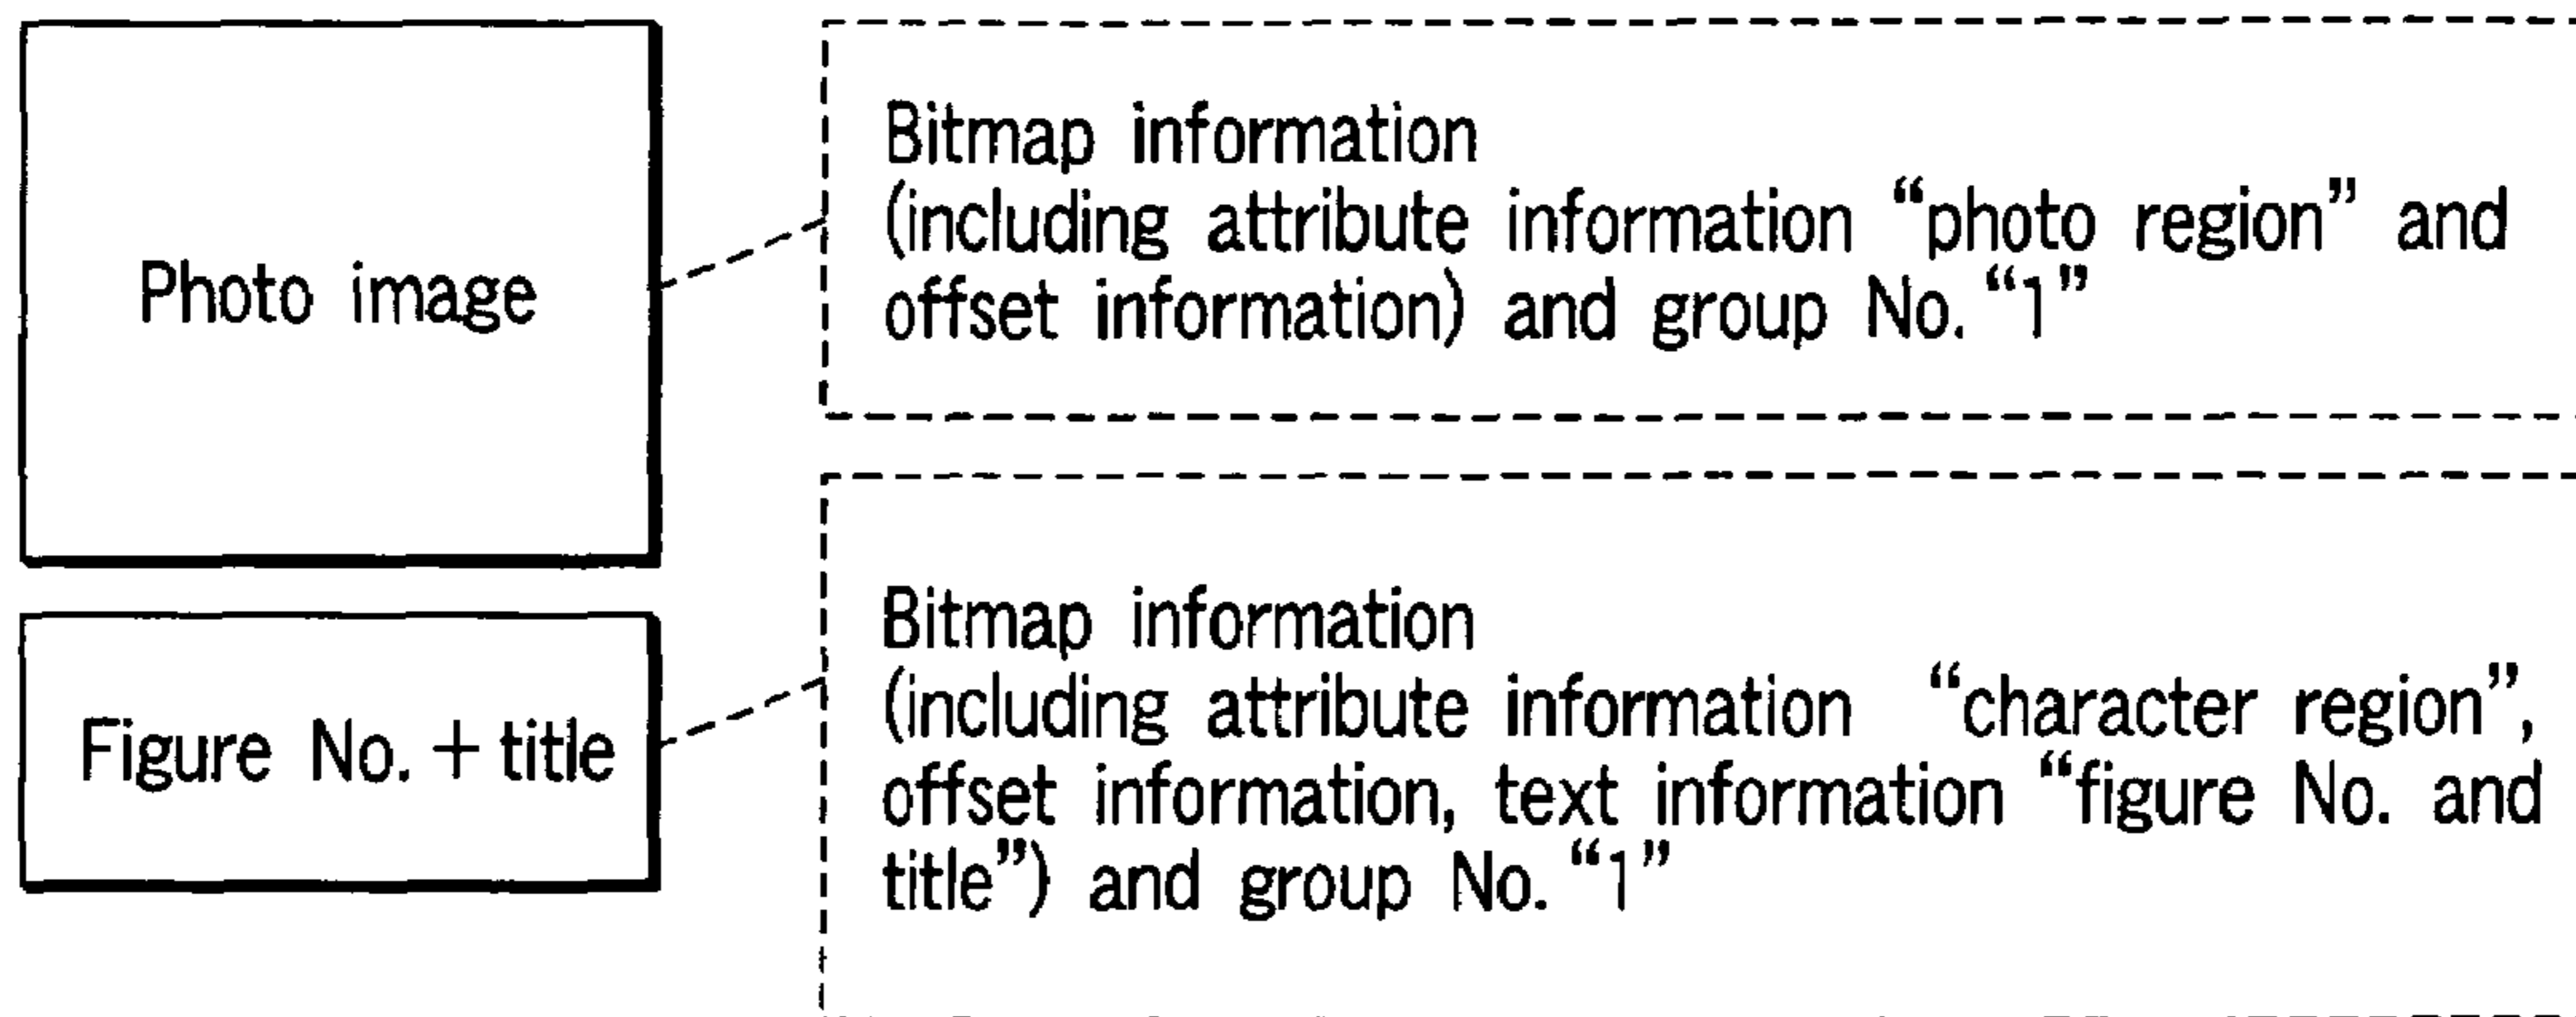 Photo image
Bitmap information
(including attribute information “photo region” and
offset information) and group No. “1”
Figure No. + title
Bitmap information
(including attribute information “character region”,
offset information, text information “figure No. and
title”) and group No. “1”